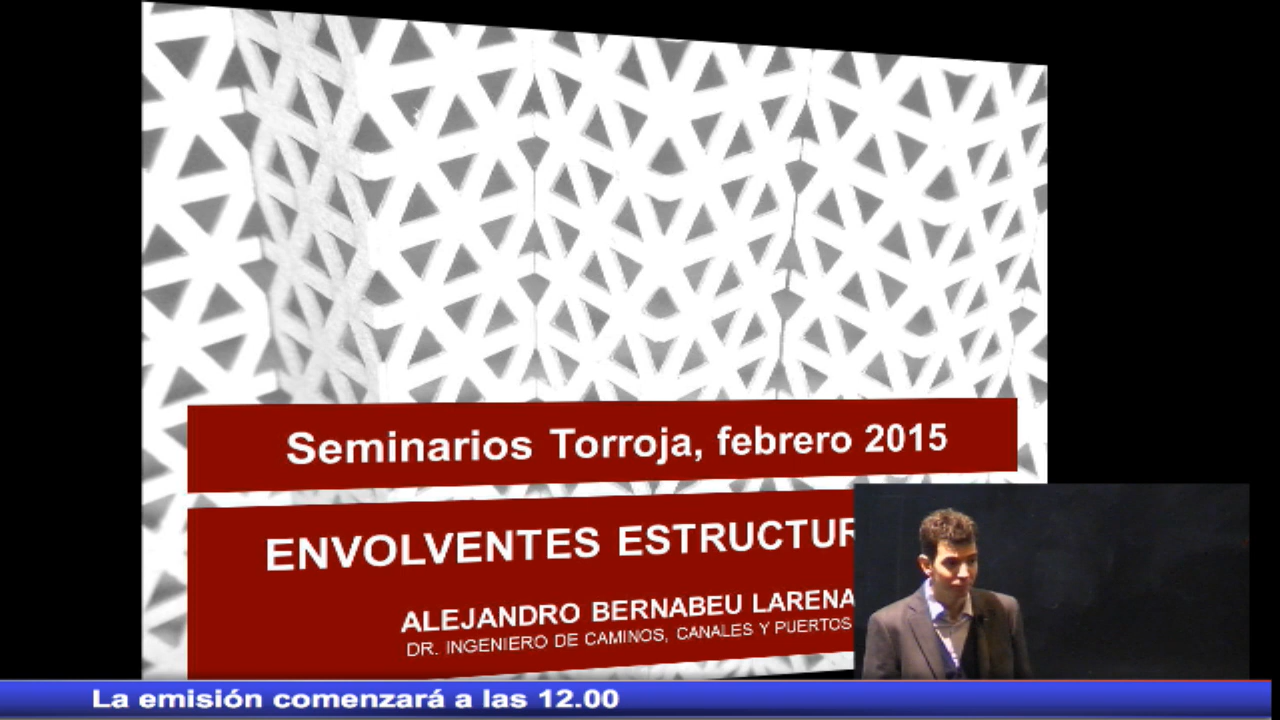 Seminarios Torroja, febrero 2015
ENVOLVENTES ESTRUCTUR
ALEJANDRO BERNABEU LARENA
DR. INGENIERO DE CAMINOS, CANALES Y PUERTOS
La emisión comenzará a las 12.00